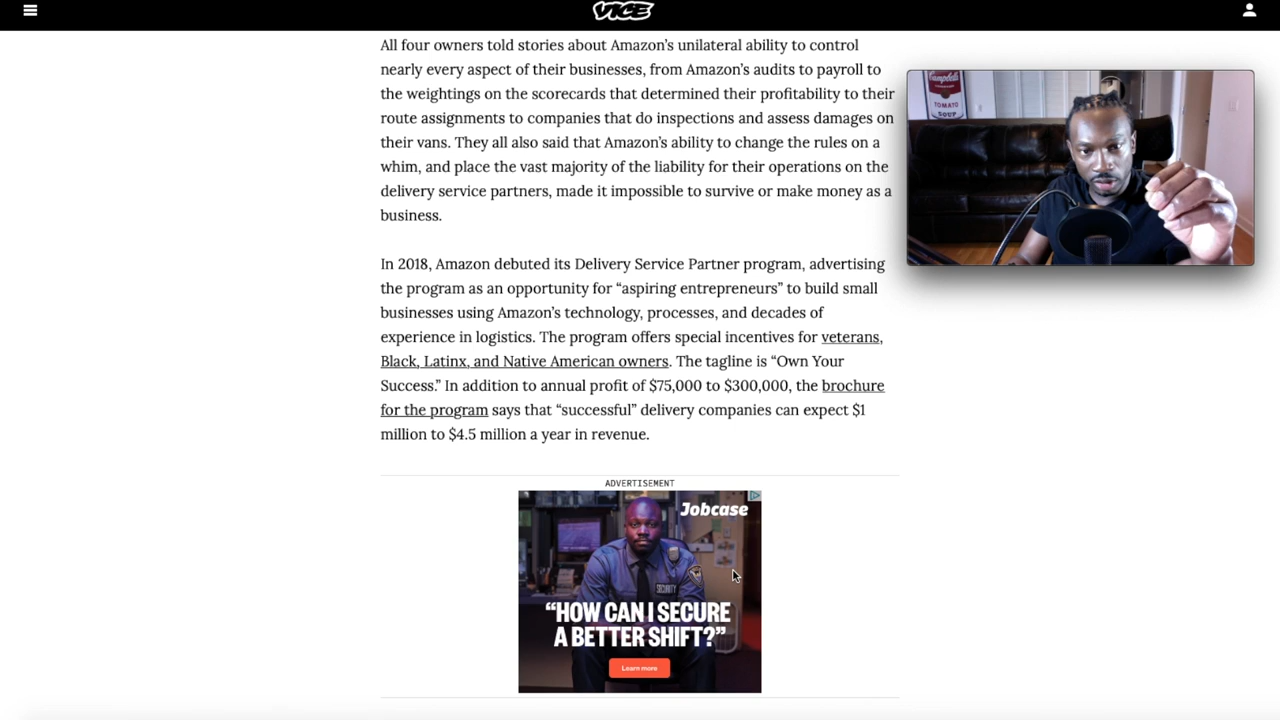 VICE
All four owners told stories about Amazon’s unilateral ability to control
nearly every aspect of their businesses, from Amazon’s audits to payroll to
the weightings on the scorecards that determined their profitability to their
route assignments to companies that do inspections and assess damages on
their vans. They all also said that Amazon’s ability to change the rules on a
whim, and place the vast majority of the liability for their operations on the
delivery service partners, made it impossible to survive or make money as a
business.
Campbell's
TOMATO
SOUP
In 2018, Amazon debuted its Delivery Service Partner program, advertising
the program as an opportunity for “aspiring entrepreneurs” to build small
businesses using Amazon’s technology, processes, and decades of
experience in logistics. The program offers special incentives for veterans,
Black, Latinx, and Native American owners. The tagline is “Own Your
Success.” In addition to annual profit of $75,000 to $300,000, the brochure
for the program says that “successful” delivery companies can expect $1
million to $4.5 million a year in revenue.
ADVERTISEMENT
Jobcase
SECURITY
“HOW CAN I SECURE
A BETTER SHIFT?”
Learn more